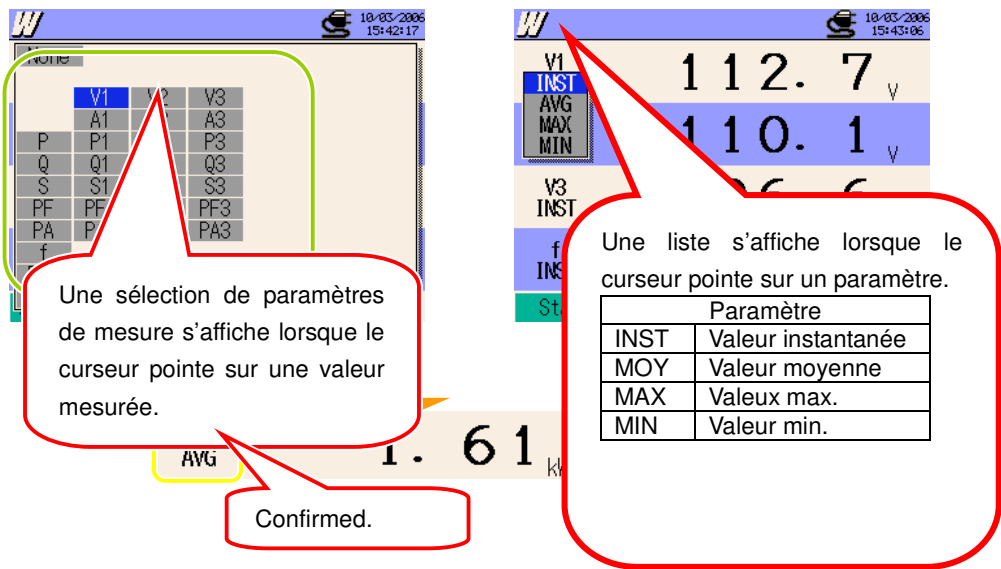 10/03/2006
15:42:17
None
V1 V2 V3
A1 A3
P P1 P3
Q Q1 Q3
S S1 S3
PF PF PF3
PA P PA3
f
Une sélection de paramètres
de mesure s’affiche lorsque le
curseur pointe sur une valeur
mesurée.
AVG 1. 61
Confirmed.
10/03/2006
15:43:06
V1 112. 7 V
INST
AVG
MAX
MIN
110. 1 V
V3
INST
f
Une liste s’affiche lorsque le
curseur pointe sur un paramètre.
Paramètre
INST Valeur instantanée
MOY Valeur moyenne
MAX Valeux max.
MIN Valeur min.